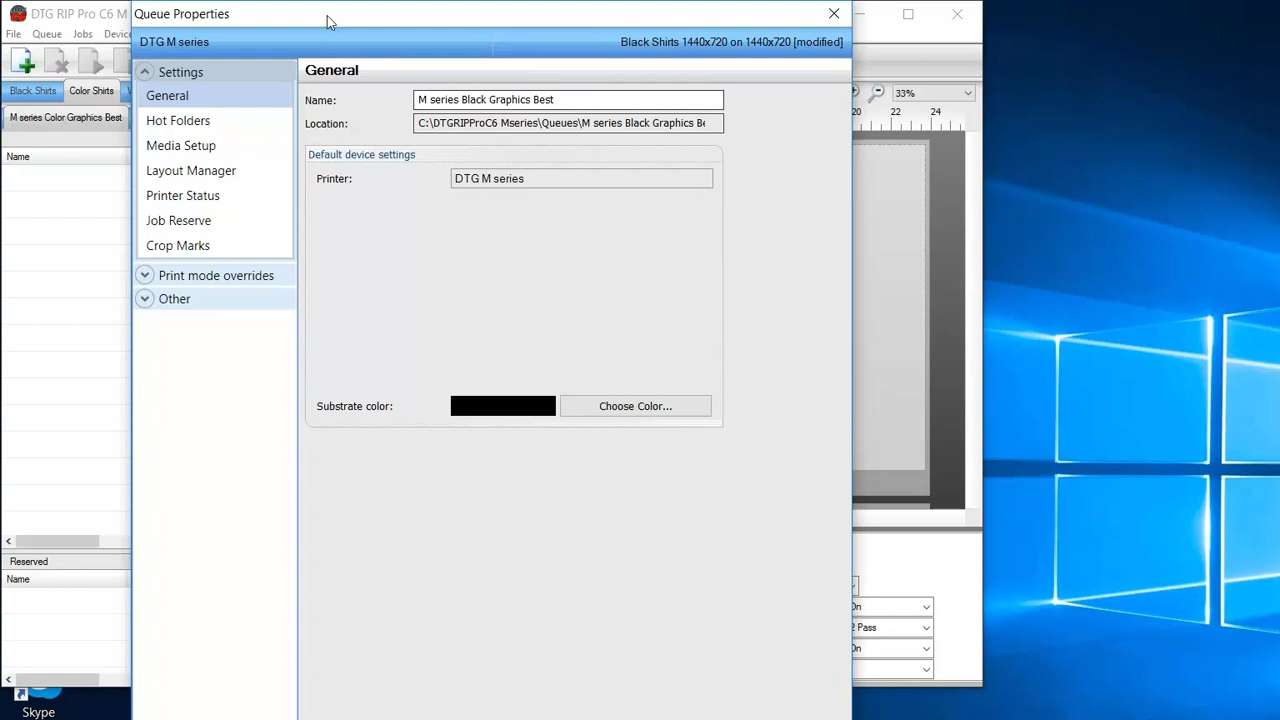 DTG RIP Pro C6 M
File Queue Jobs Device
Black Shirts Color Shirts
M series Color Graphics Best
Name
Reserved
Name
Skype
Queue Properties
DTG M series Black Shirts 1440x720 on 1440x720 [modified]
Settings
General
Hot Folders
Media Setup
Layout Manager
Printer Status
Job Reserve
Crop Marks
Print mode overrides
Other
General
Name: M series Black Graphics Best
Location: C:\DTGRIPProC6 Mseries\Queues\M series Black Graphics Be
Default device settings
Printer: DTG M series
Substrate color: Choose Color...
33%
20 22 24
On
2 Pass
On